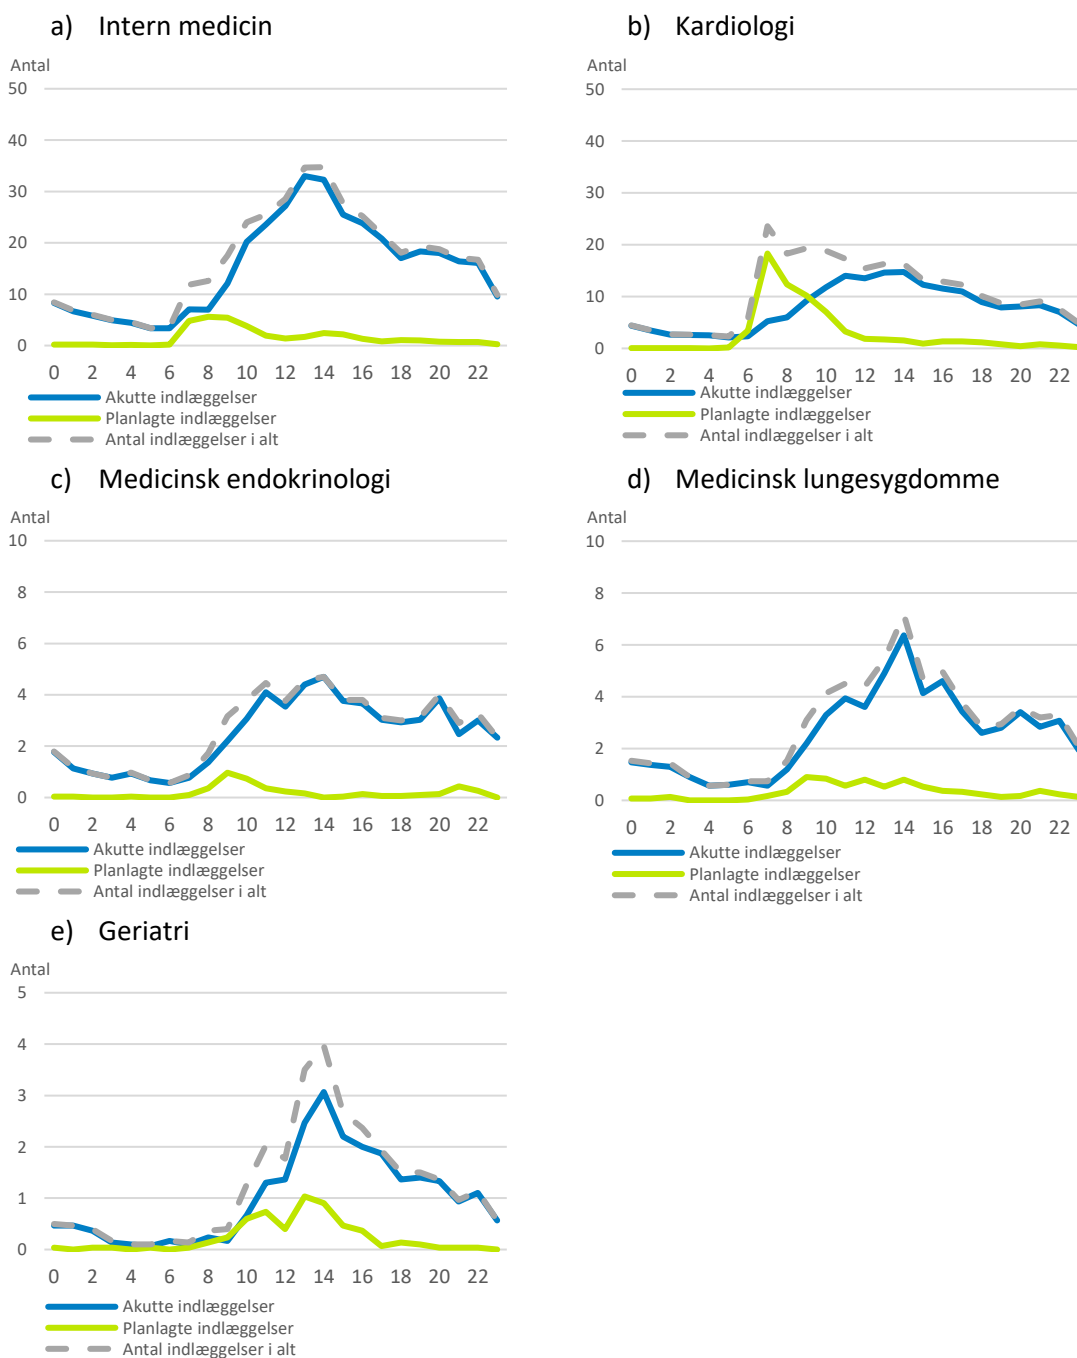 a) Intern medicin
Antal
50
40
30
20
10
0
0 2 4 6 8 10 12 14 16 18 20 22
Akutte indlæggelser
Planlagte indlæggelser
Antal indlæggelser i alt
b) Kardiologi
Antal
50
40
30
20
10
0
0 2 4 6 8 10 12 14 16 18 20 22
Akutte indlæggelser
Planlagte indlæggelser
Antal indlæggelser i alt
c) Medicinsk endokrinologi
Antal
10
8
6
4
2
0
0 2 4 6 8 10 12 14 16 18 20 22
Akutte indlæggelser
Planlagte indlæggelser
Antal indlæggelser i alt
d) Medicinsk lungesygdomme
Antal
10
8
6
4
2
0
0 2 4 6 8 10 12 14 16 18 20 22
Akutte indlæggelser
Planlagte indlæggelser
Antal indlæggelser i alt
e) Geriatri
Antal
5
4
3
2
1
0
0 2 4 6 8 10 12 14 16 18 20 22
Akutte indlæggelser
Planlagte indlæggelser
Antal indlæggelser i alt